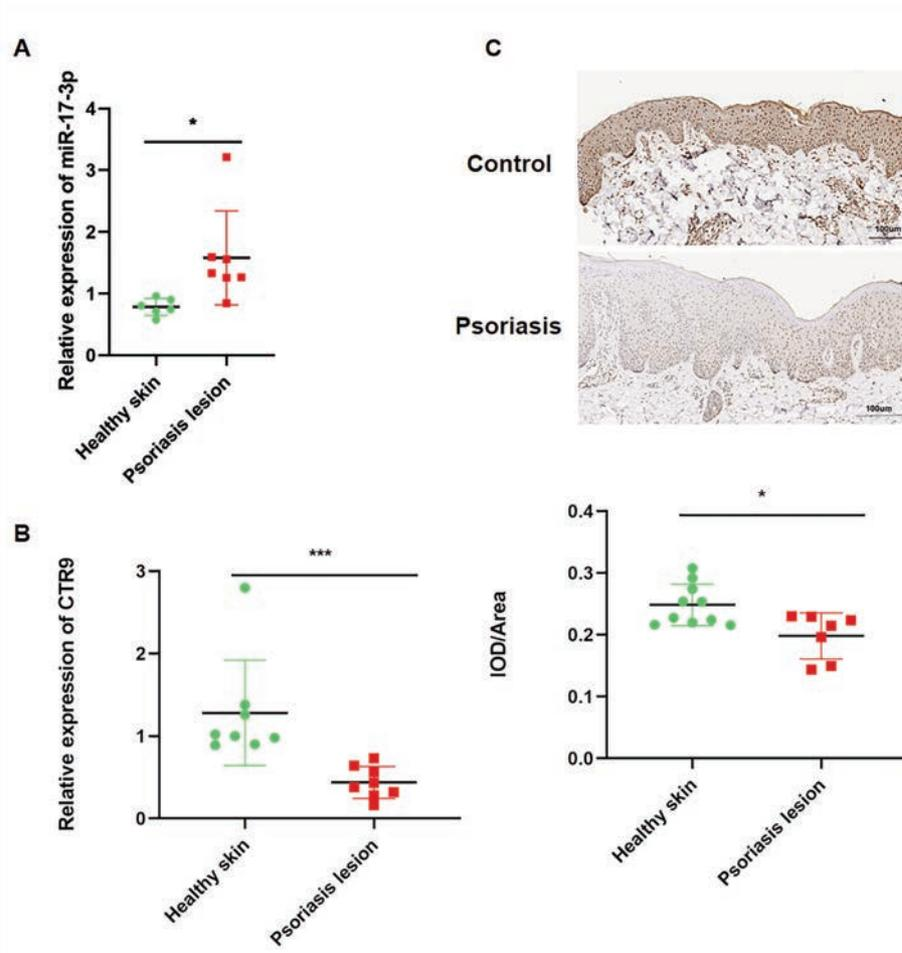 A
Relative expression of miR-17-3p
4
3
2
1
0
*
Healthy skin
Psoriasis lesion
C
Control
100um
Psoriasis
100um
B
Relative expression of CTR9
3
2
1
0
***
Healthy skin
Psoriasis lesion
IOD/Area
0.4
0.3
0.2
0.1
0.0
*
Healthy skin
Psoriasis lesion